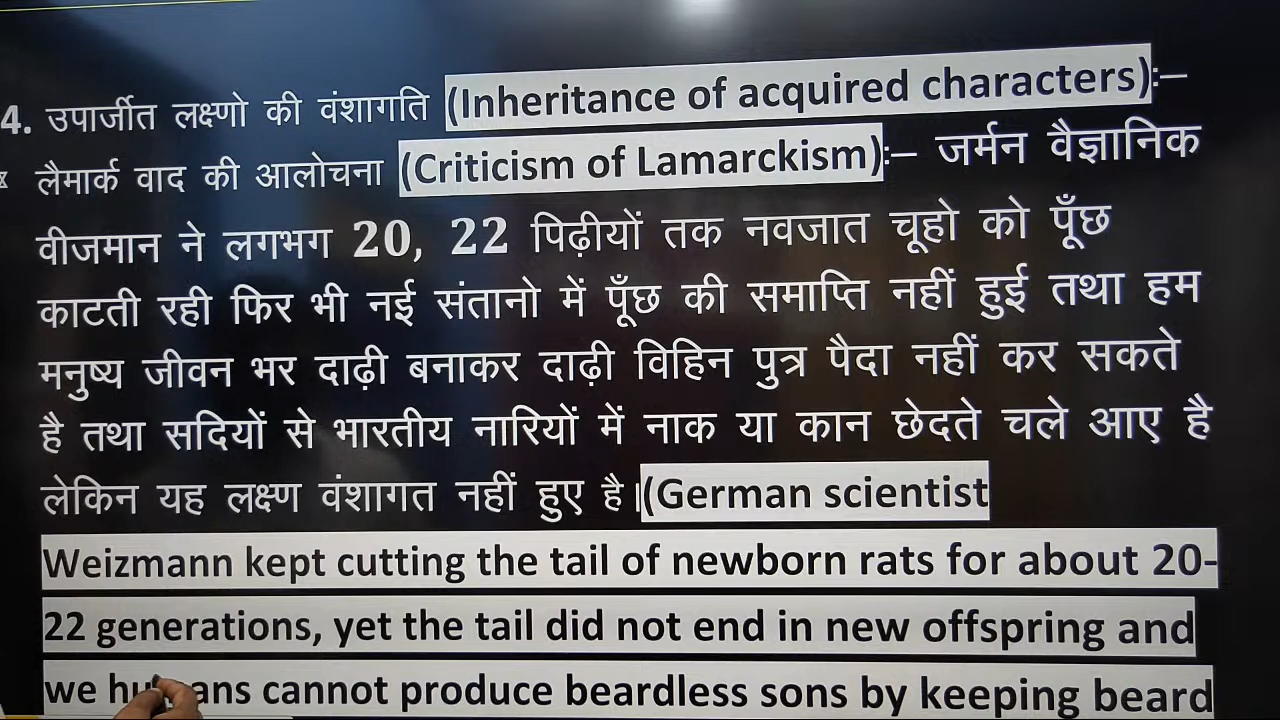 4. उपार्जीत लक्ष्णो की वंशागति (Inheritance of acquired characters):–
लैमार्क वाद की आलोचना (Criticism of Lamarckism):– जर्मन वैज्ञानिक
वीजमान ने लगभग 20, 22 पिढ़ीयों तक नवजात चूहो को पूँछ
काटती रही फिर भी नई संतानो में पूँछ की समाप्ति नहीं हुई तथा हम
मनुष्य जीवन भर दाढ़ी बनाकर दाढ़ी विहिन पुत्र पैदा नहीं कर सकते
है तथा सदियों से भारतीय नारियों में नाक या कान छेदते चले आए है
लेकिन यह लक्ष्ण वंशागत नहीं हुए है।(German scientist
Weizmann kept cutting the tail of newborn rats for about 20-
22 generations, yet the tail did not end in new offspring and
we humans cannot produce beardless sons by keeping beard